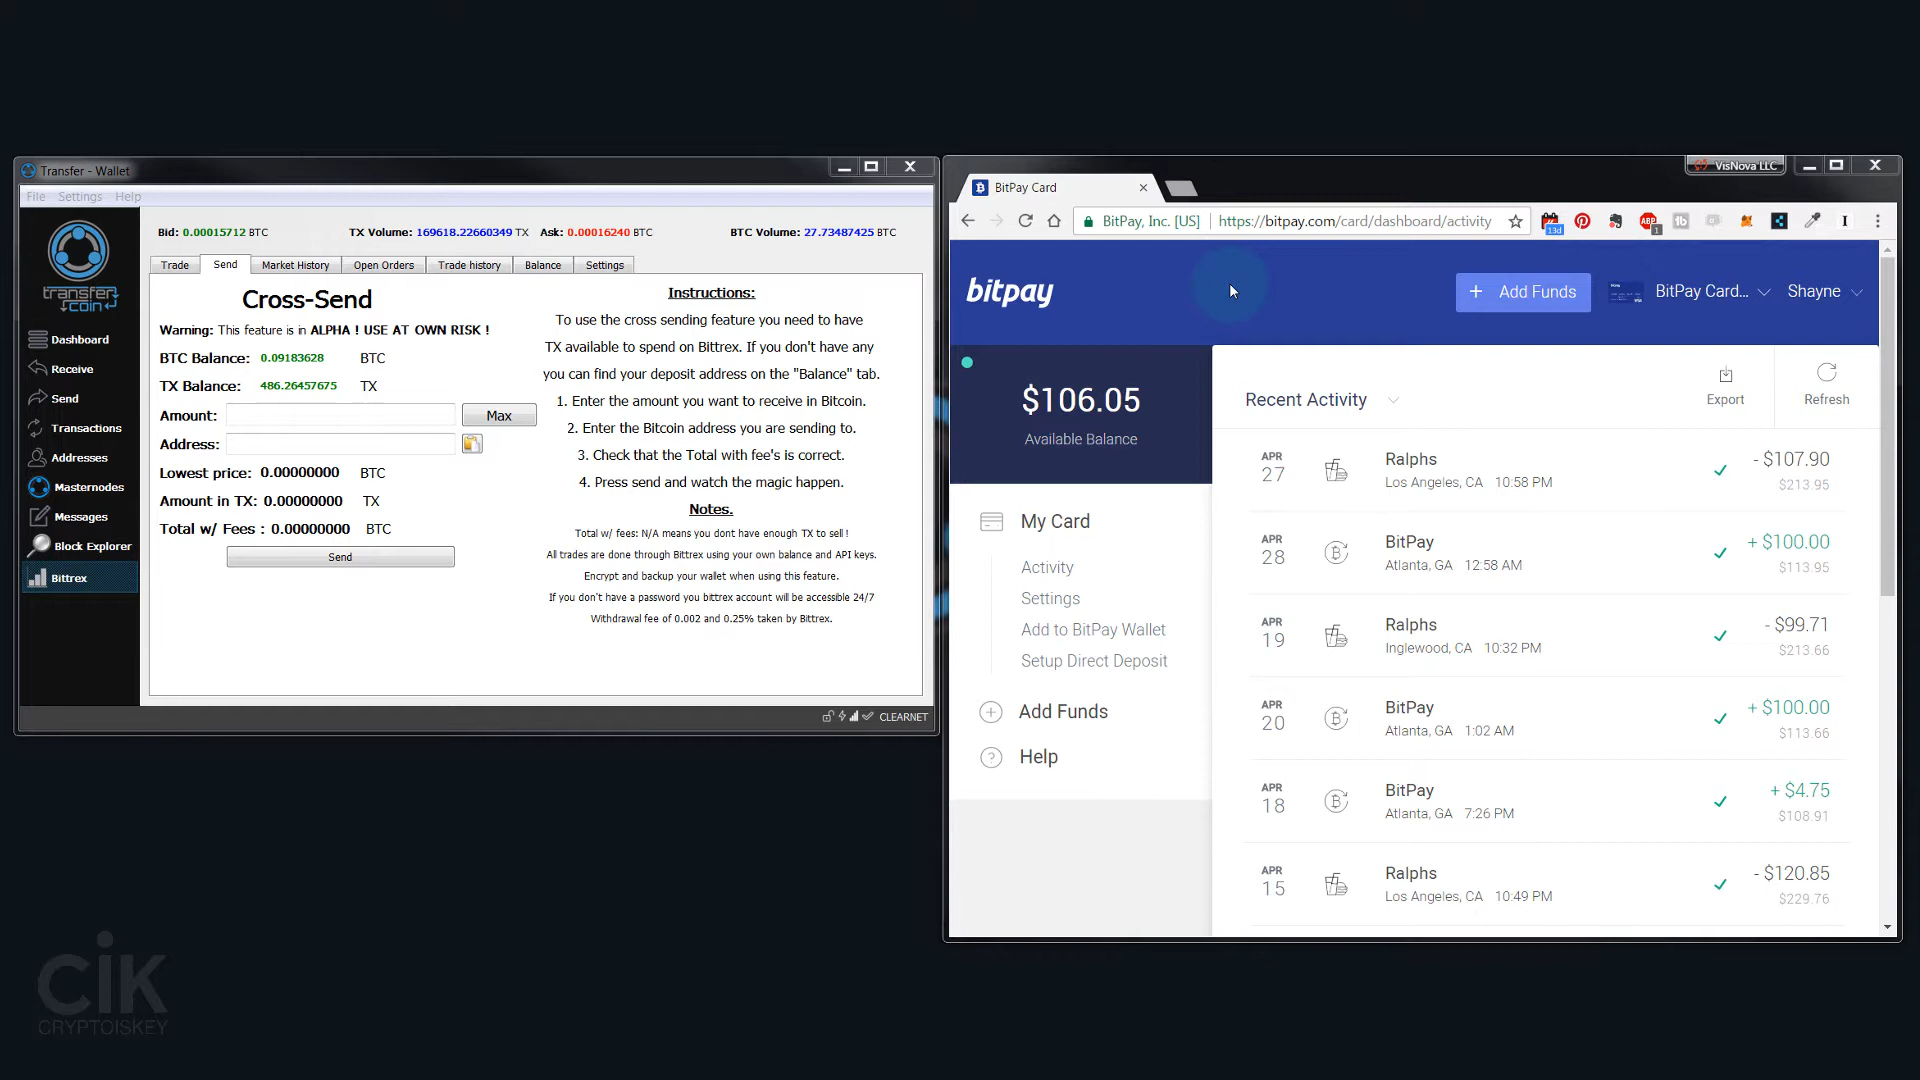 Transfer - Wallet
File Settings Help
transfer
coin
Dashboard
Receive
Send
Transactions
Addresses
Masternodes
Messages
Block Explorer
Bittrex
Bid: 0.00015712 BTC TX Volume: 169618.22660349 TX Ask: 0.00016240 BTC BTC Volume: 27.73487425 BTC
Trade Send Market History Open Orders Trade history Balance Settings
Cross-Send
Warning: This feature is in ALPHA ! USE AT OWN RISK !
BTC Balance: 0.09183628 BTC
TX Balance: 486.26457675 TX
Amount: Max
Address:
Lowest price: 0.00000000 BTC
Amount in TX: 0.00000000 TX
Total w/ Fees : 0.00000000 BTC
Send
Instructions:
To use the cross sending feature you need to have
TX available to spend on Bittrex. If you don't have any
you can find your deposit address on the "Balance" tab.
1. Enter the amount you want to receive in Bitcoin.
2. Enter the Bitcoin address you are sending to.
3. Check that the Total with fee's is correct.
4. Press send and watch the magic happen.
Notes.
Total w/ fees: N/A means you dont have enough TX to sell !
All trades are done through Bittrex using your own balance and API keys.
Encrypt and backup your wallet when using this feature.
If you don't have a password you bittrex account will be accessible 24/7
Withdrawal fee of 0.002 and 0.25% taken by Bittrex.
CLEARNET
VisNova LLC
BitPay Card
BitPay, Inc. [US] https://bitpay.com/card/dashboard/activity
13d
ABP
1
bitpay
+ Add Funds
BitPay Card...
Shayne
$106.05
Available Balance
My Card
Activity
Settings
Add to BitPay Wallet
Setup Direct Deposit
Add Funds
Help
Recent Activity
Export
Refresh
APR 27 Ralphs - $107.90
Los Angeles, CA 10:58 PM $213.95
APR 28 BitPay + $100.00
Atlanta, GA 12:58 AM $113.95
APR 19 Ralphs - $99.71
Inglewood, CA 10:32 PM $213.66
APR 20 BitPay + $100.00
Atlanta, GA 1:02 AM $113.66
APR 18 BitPay + $4.75
Atlanta, GA 7:26 PM $108.91
APR 15 Ralphs - $120.85
Los Angeles, CA 10:49 PM $229.76
CiK
CRYPTOISKEY